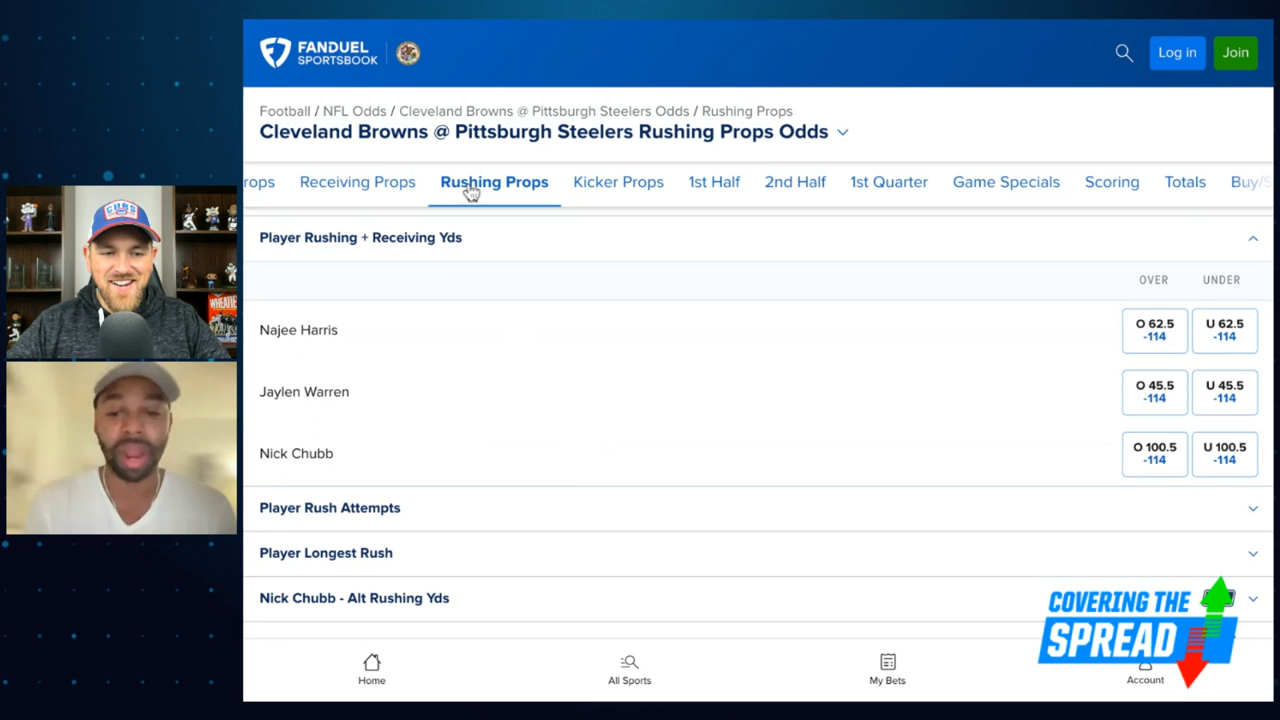 FANDUEL
SPORTSBOOK
Log in
Join
Football / NFL Odds / Cleveland Browns @ Pittsburgh Steelers Odds / Rushing Props
Cleveland Browns @ Pittsburgh Steelers Rushing Props Odds
rops Receiving Props Rushing Props Kicker Props 1st Half 2nd Half 1st Quarter Game Specials Scoring Totals Buy/S
Player Rushing + Receiving Yds
OVER UNDER
Najee Harris
O 62.5 U 62.5
-114 -114
Jaylen Warren
O 45.5 U 45.5
-114 -114
Nick Chubb
O 100.5 U 100.5
-114 -114
Player Rush Attempts
Player Longest Rush
Nick Chubb - Alt Rushing Yds
COVERING THE
SPREAD
Home All Sports My Bets Account
CUBS
WHEATIES